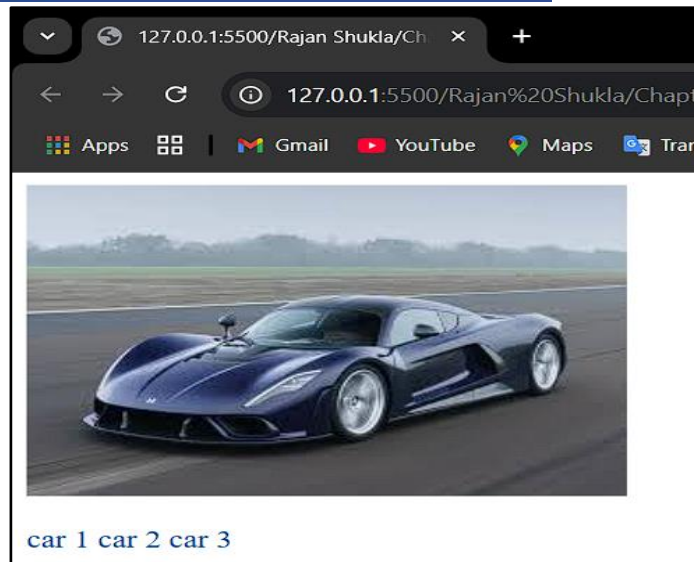 127.0.0.1:5500/Rajan Shukla/Ch
127.0.0.1:5500/Rajan%20Shukla/Chapt
Apps Gmail YouTube Maps Tran
car 1 car 2 car 3